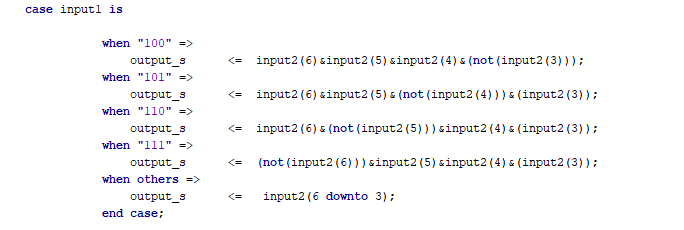 case input1 is
when "100" =>
output_s <= input2(6)&input2(5)&input2(4)&(not(input2(3)));
when "101" =>
output_s <= input2(6)&input2(5)&(not(input2(4)))&(input2(3));
when "110" =>
output_s <= input2(6)&(not(input2(5)))&input2(4)&(input2(3));
when "111" =>
output_s <= (not(input2(6)))&input2(5)&input2(4)&(input2(3));
when others =>
output_s <= input2(6 downto 3);
end case;